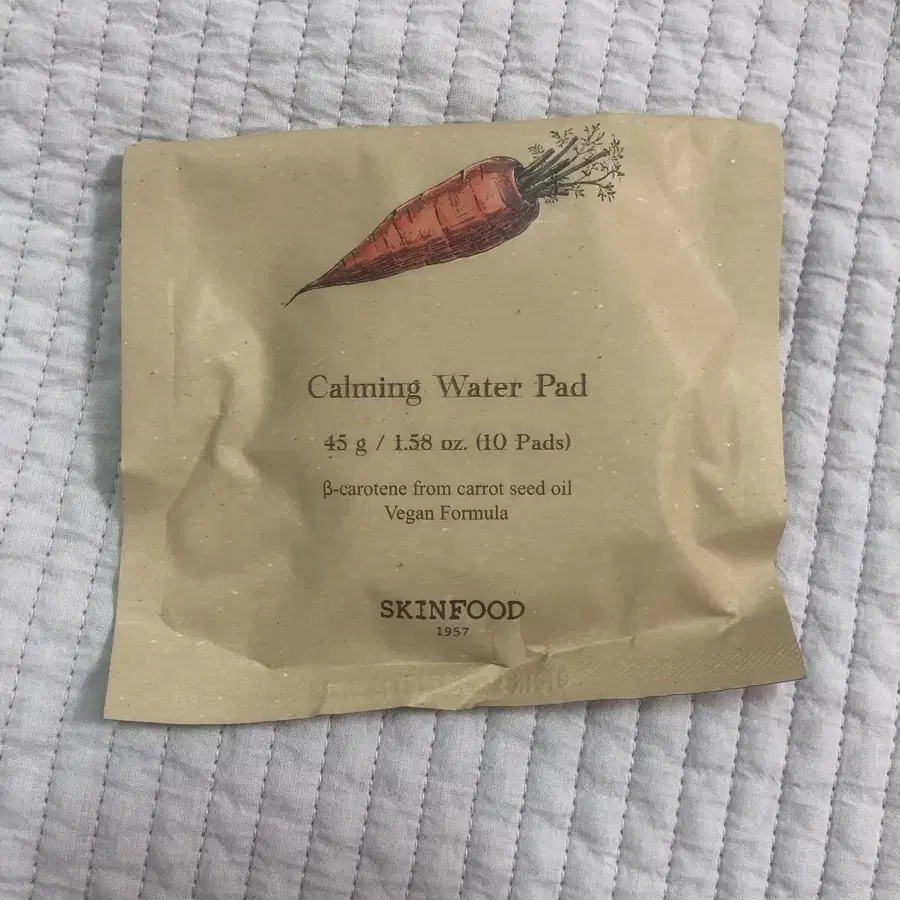 Calming Water Pad
45 g / 1.58 oz. (10 Pads)
β-carotene from carrot seed oil
Vegan Formula
SKINFOOD
1957